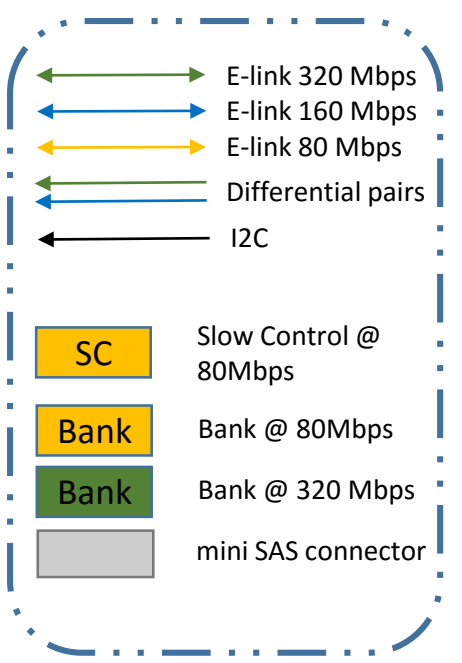 E-link 320 Mbps
E-link 160 Mbps
E-link 80 Mbps
Differential pairs
I2C
SC
Slow Control @
80Mbps
Bank
Bank @ 80Mbps
Bank
Bank @ 320 Mbps
mini SAS connector